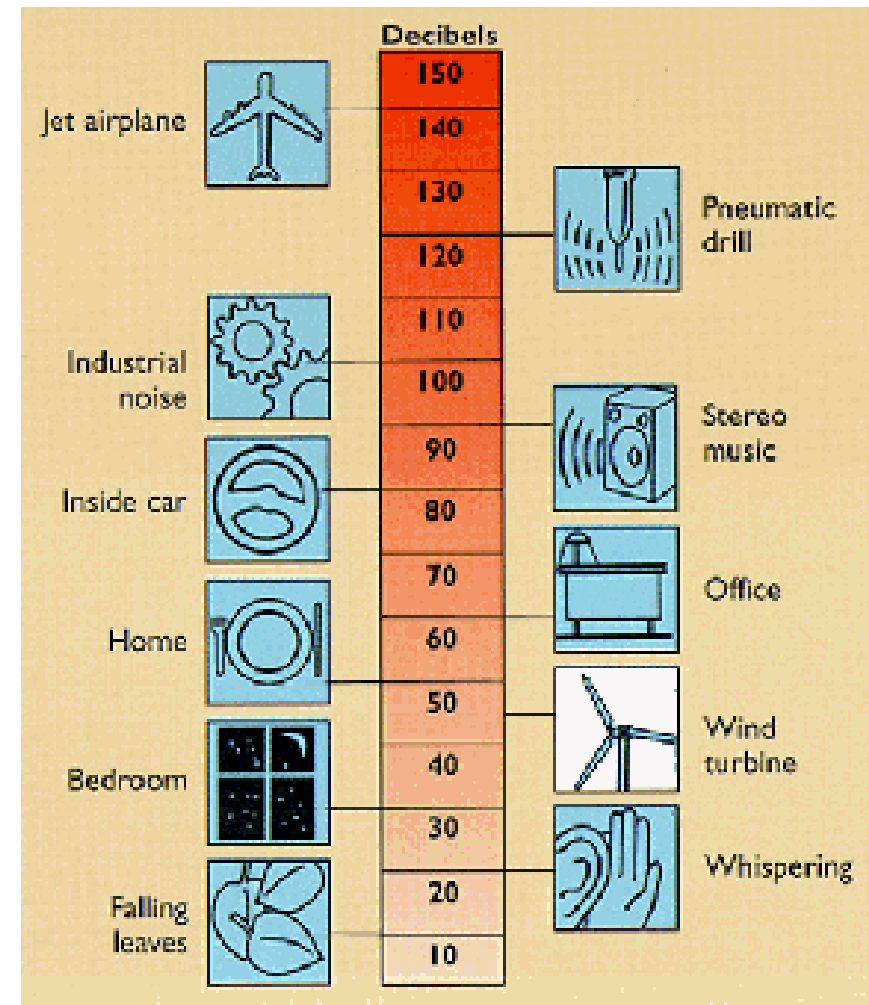 Decibels
150
Jet airplane
140
130
Pneumatic
drill
120
110
Industrial
noise
100
Stereo
music
90
Inside car
80
70
Office
Home
60
50
Wind
turbine
Bedroom
40
30
Whispering
20
Falling
leaves
10